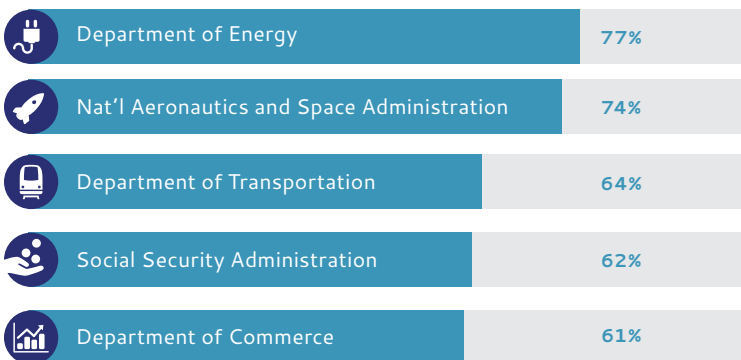 Department of Energy 77%
Nat‘l Aeronautics and Space Administration 74%
Department of Transportation 64%
Social Security Administration 62%
Department of Commerce 61%